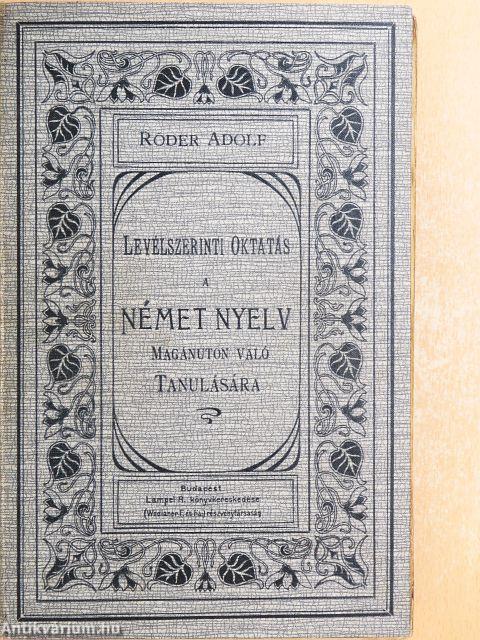 RÓDER ADOLF
LEVÉLSZERINTI OKTATÁS
A
NÉMET NYELV
MAGÁNUTON VALÓ
TANULÁSÁRA
Budapest
Lampel R. könyvkereskedése
(Wodianer F. és Fiai) részvénytársaság
Antikvarium.hu